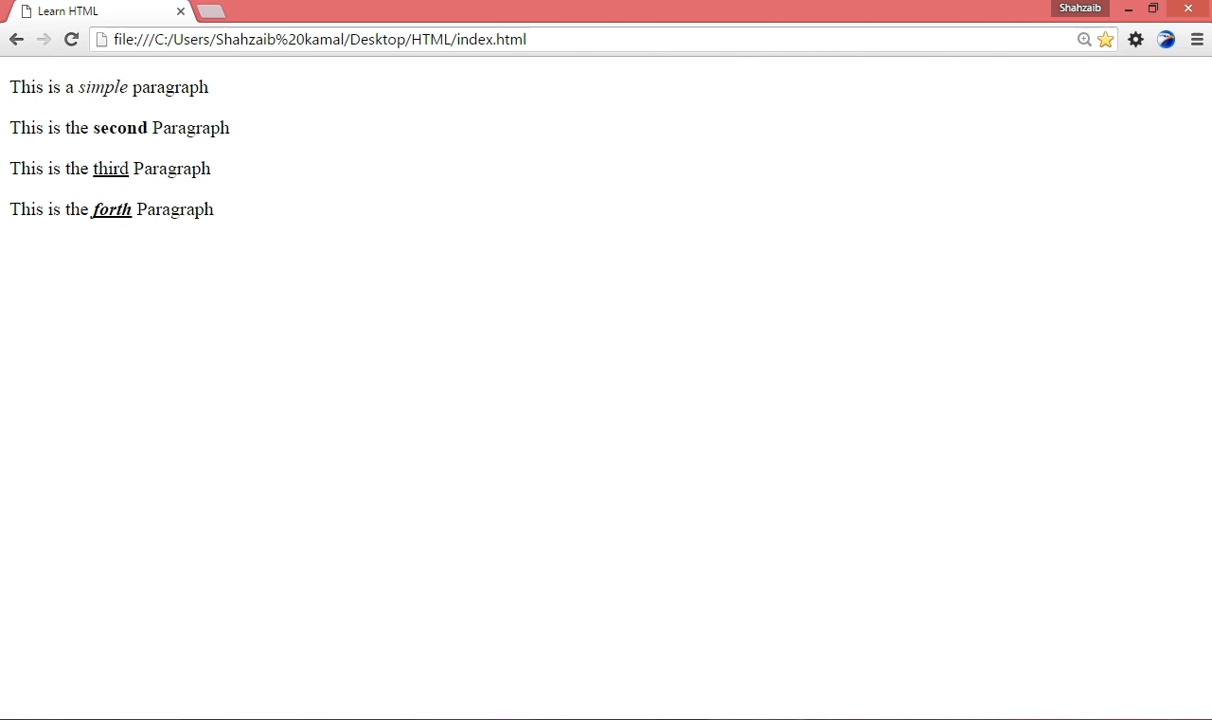 Learn HTML
Shahzaib
file:///C:/Users/Shahzaib%20kamal/Desktop/HTML/index.html
This is a simple paragraph
This is the second Paragraph
This is the third Paragraph
This is the forth Paragraph